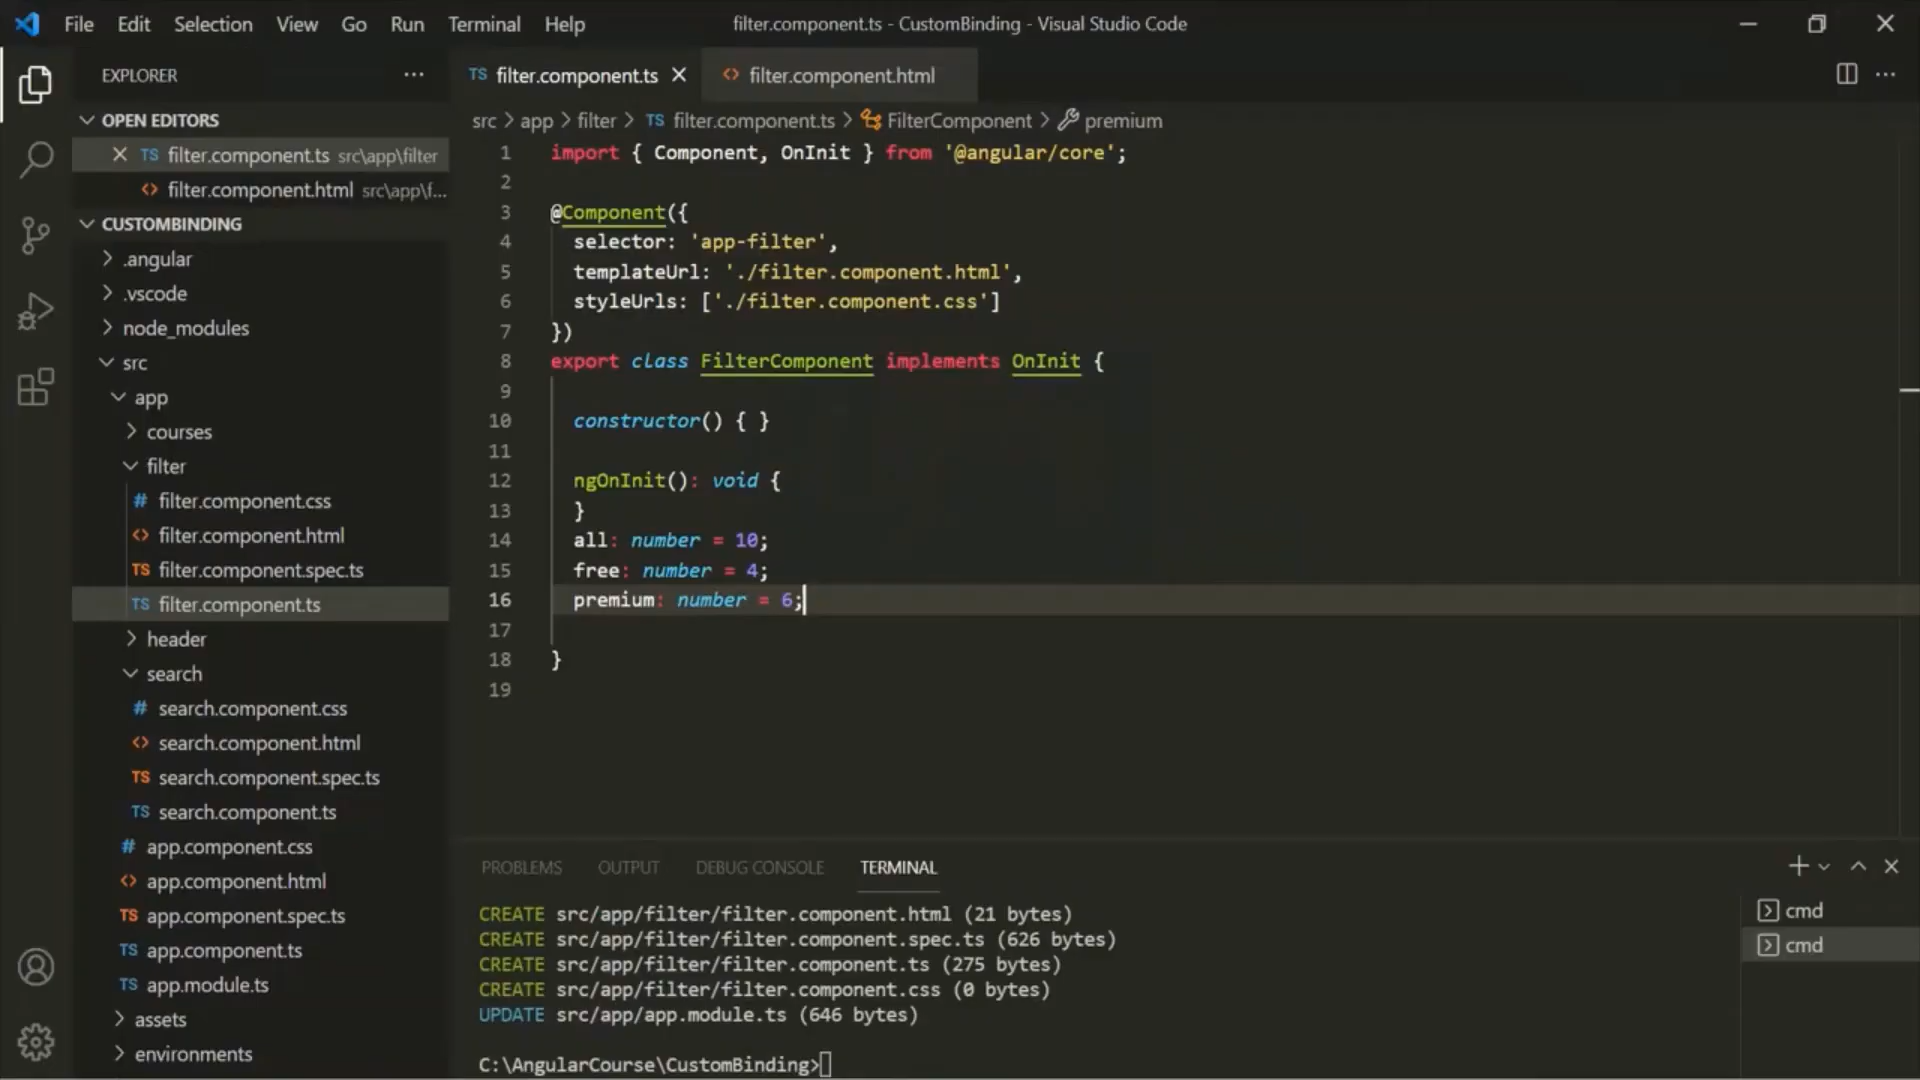 File Edit Selection View Go Run Terminal Help
filter.component.ts - CustomBinding - Visual Studio Code
EXPLORER
OPEN EDITORS
TS filter.component.ts src\app\filter
<> filter.component.html src\app\f...
CUSTOMBINDING
.angular
.vscode
node_modules
src
app
courses
filter
# filter.component.css
<> filter.component.html
TS filter.component.spec.ts
TS filter.component.ts
header
search
# search.component.css
<> search.component.html
TS search.component.spec.ts
TS search.component.ts
# app.component.css
<> app.component.html
TS app.component.spec.ts
TS app.component.ts
TS app.module.ts
assets
environments
TS filter.component.ts
<> filter.component.html
src > app > filter > TS filter.component.ts > FilterComponent > premium
1 import { Component, OnInit } from '@angular/core';
2
3 @Component({
4 selector: 'app-filter',
5 templateUrl: './filter.component.html',
6 styleUrls: ['./filter.component.css']
7 })
8 export class FilterComponent implements OnInit {
9
10 constructor() { }
11
12 ngOnInit(): void {
13 }
14 all: number = 10;
15 free: number = 4;
16 premium: number = 6;
17
18 }
19
PROBLEMS OUTPUT DEBUG CONSOLE TERMINAL
CREATE src/app/filter/filter.component.html (21 bytes)
CREATE src/app/filter/filter.component.spec.ts (626 bytes)
CREATE src/app/filter/filter.component.ts (275 bytes)
CREATE src/app/filter/filter.component.css (0 bytes)
UPDATE src/app/app.module.ts (646 bytes)
C:\AngularCourse\CustomBinding>
cmd
cmd